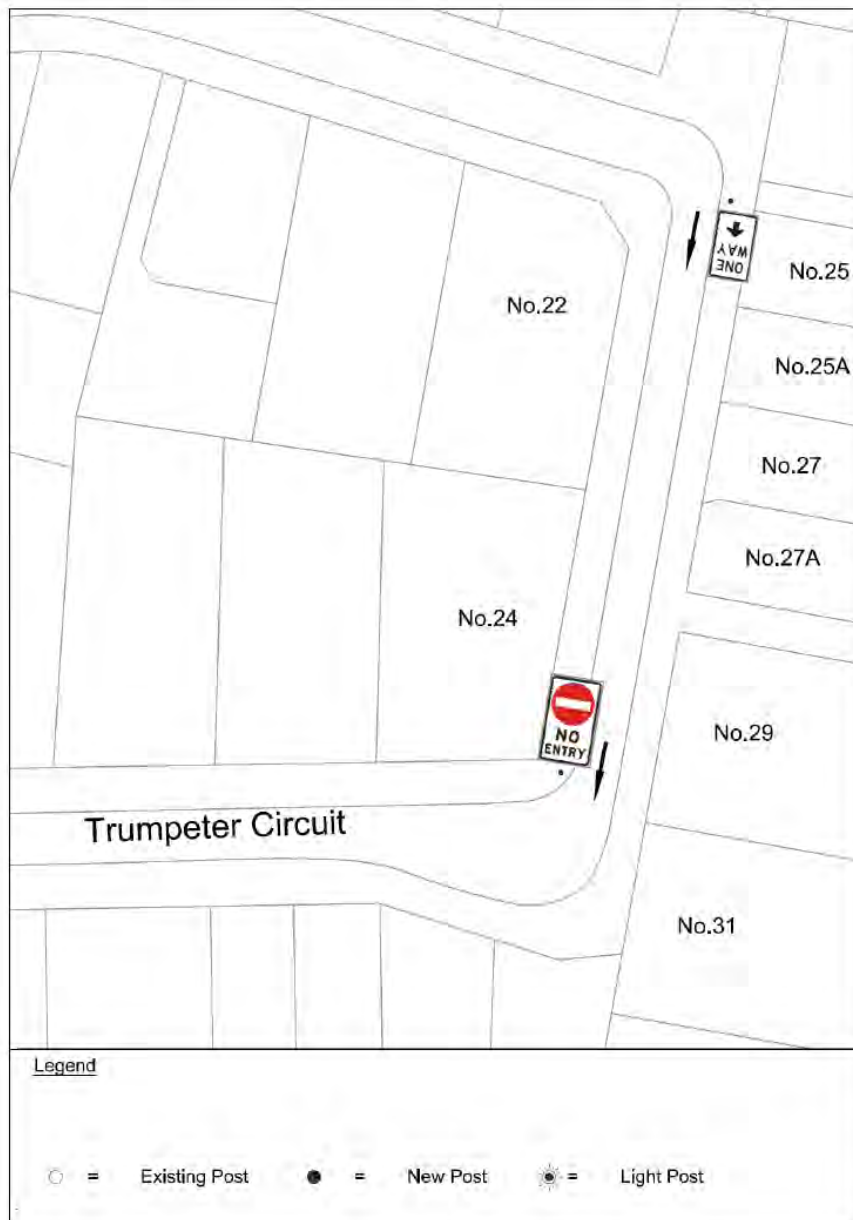 ONE
WAY
No.25
No.22
No.25A
No.27
No.27A
No.24
NO
ENTRY
No.29
Trumpeter Circuit
No.31
Legend
= Existing Post = New Post = Light Post